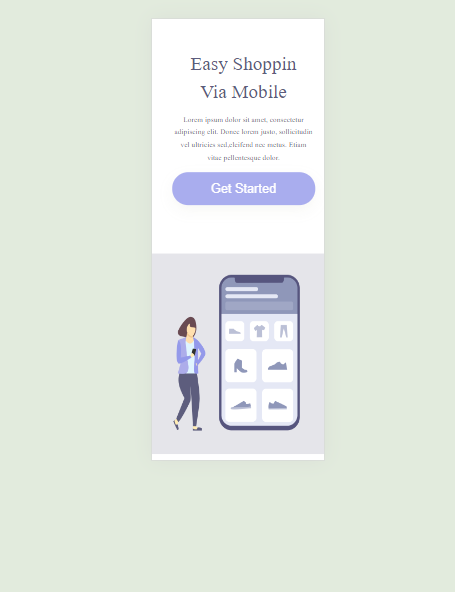 Easy Shoppin
Via Mobile
Lorem ipsum dolor sit amet, consectetur
adipiscing elit. Donec lorem justo, sollicitudin
vel ultricies sed,eleifend nec metus. Etiam
vitae pellentesque dolor.
Get Started